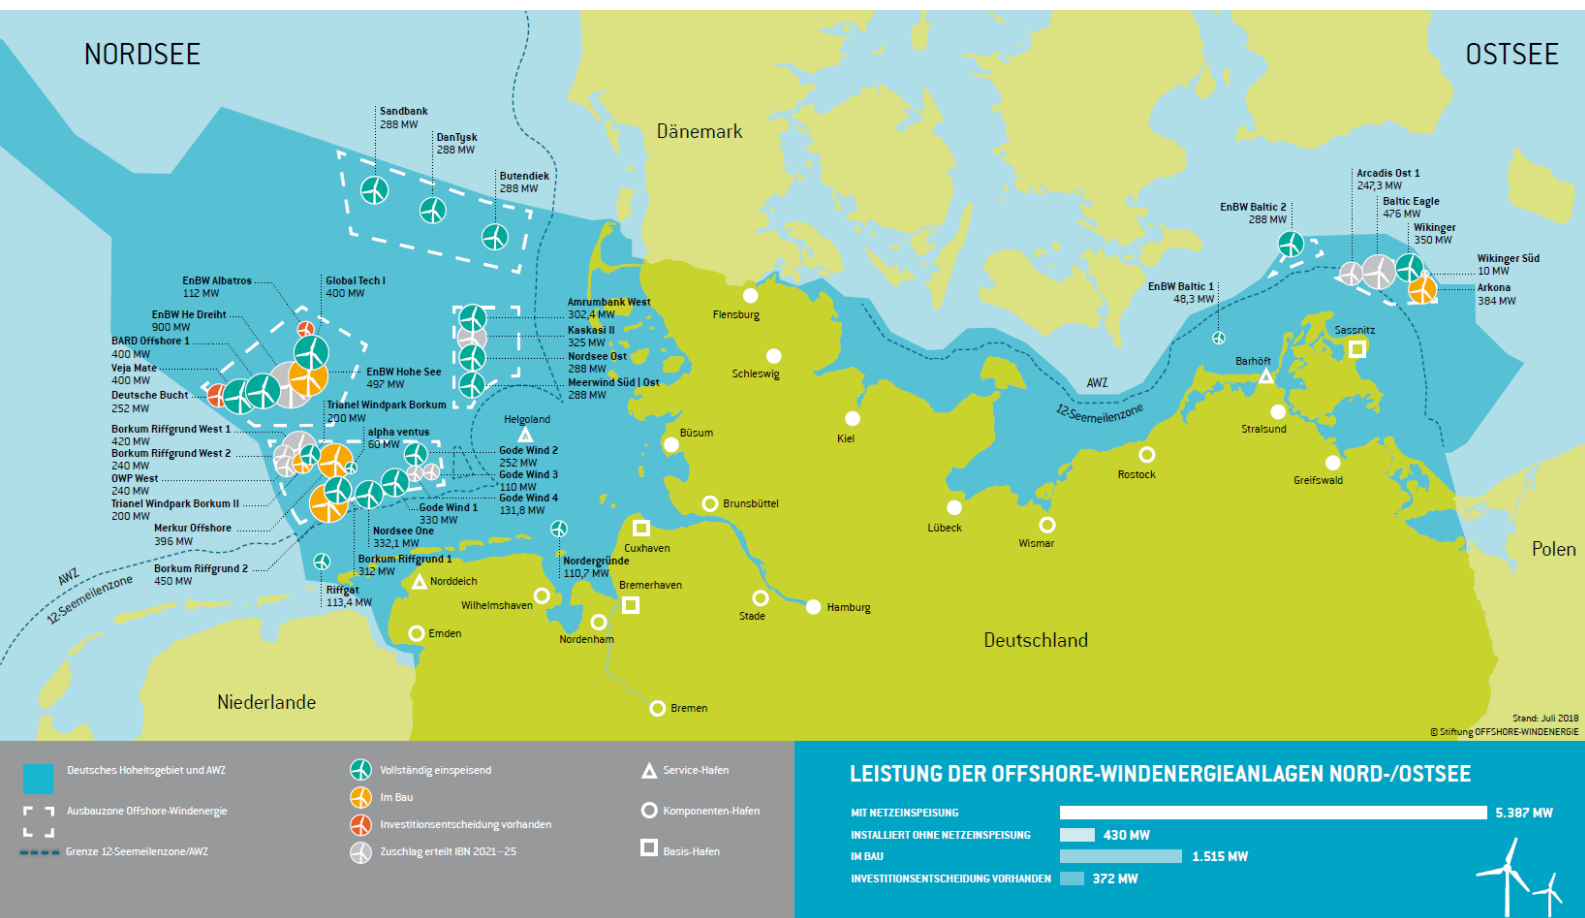 NORDSEE
OSTSEE
Dänemark
Sandbank
288 MW
DanTysk
288 MW
Butendiek
288 MW
EnBW Albatros
112 MW
Global Tech I
400 MW
EnBW He Dreiht
900 MW
BARD Offshore 1
400 MW
Veja Mate
400 MW
Deutsche Bucht
252 MW
EnBW Hohe See
497 MW
Trianel Windpark Borkum
200 MW
alpha ventus
60 MW
Borkum Riffgrund West 1
420 MW
Borkum Riffgrund West 2
240 MW
OWP West
240 MW
Trianel Windpark Borkum II
200 MW
Merkur Offshore
396 MW
Borkum Riffgrund 2
450 MW
Riffgat
113,4 MW
Borkum Riffgrund 1
312 MW
Nordsee One
332,1 MW
Gode Wind 1
330 MW
Gode Wind 2
252 MW
Gode Wind 3
110 MW
Gode Wind 4
131,8 MW
Nordergründe
110,7 MW
Amrumbank West
302,4 MW
Kaskasi II
325 MW
Nordsee Ost
288 MW
Meerwind Süd | Ost
288 MW
Helgoland
EnBW Baltic 2
288 MW
EnBW Baltic 1
48,3 MW
Arcadis Ost 1
247,3 MW
Baltic Eagle
476 MW
Wikinger
350 MW
Wikinger Süd
10 MW
Arkona
384 MW
Flensburg
Schleswig
Kiel
Büsum
Brunsbüttel
Cuxhaven
Bremerhaven
Norddeich
Wilhelmshaven
Emden
Nordenham
Stade
Hamburg
Bremen
Lübeck
Wismar
Rostock
Barhöft
Stralsund
Sassnitz
Greifswald
AWZ
12-Seemeilenzone
AWZ
12-Seemeilenzone
Deutschland
Niederlande
Polen
Stand: Juli 2018
© Stiftung OFFSHORE-WINDENERGIE
Deutsches Hoheitsgebiet und AWZ
Ausbauzone Offshore-Windenergie
Grenze 12-Seemeilenzone/AWZ
Vollständig einspeisend
Im Bau
Investitionsentscheidung vorhanden
Zuschlag erteilt IBN 2021–25
Service-Hafen
Komponenten-Hafen
Basis-Hafen
LEISTUNG DER OFFSHORE-WINDENERGIEANLAGEN NORD-/OSTSEE
MIT NETZEINSPEISUNG 5.387 MW
INSTALLIERT OHNE NETZEINSPEISUNG 430 MW
IM BAU 1.515 MW
INVESTITIONSENTSCHEIDUNG VORHANDEN 372 MW